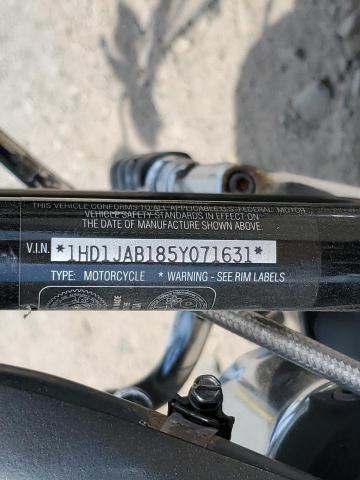 THIS VEHICLE CONFORMS TO ALL APPLICABLE U.S. FEDERAL MOTOR
VEHICLE SAFETY STANDARDS IN EFFECT ON
THE DATE OF MANUFACTURE SHOWN ABOVE.
V.I.N. *1HD1JAB185Y071631*
TYPE: MOTORCYCLE * WARNING - SEE RIM LABELS